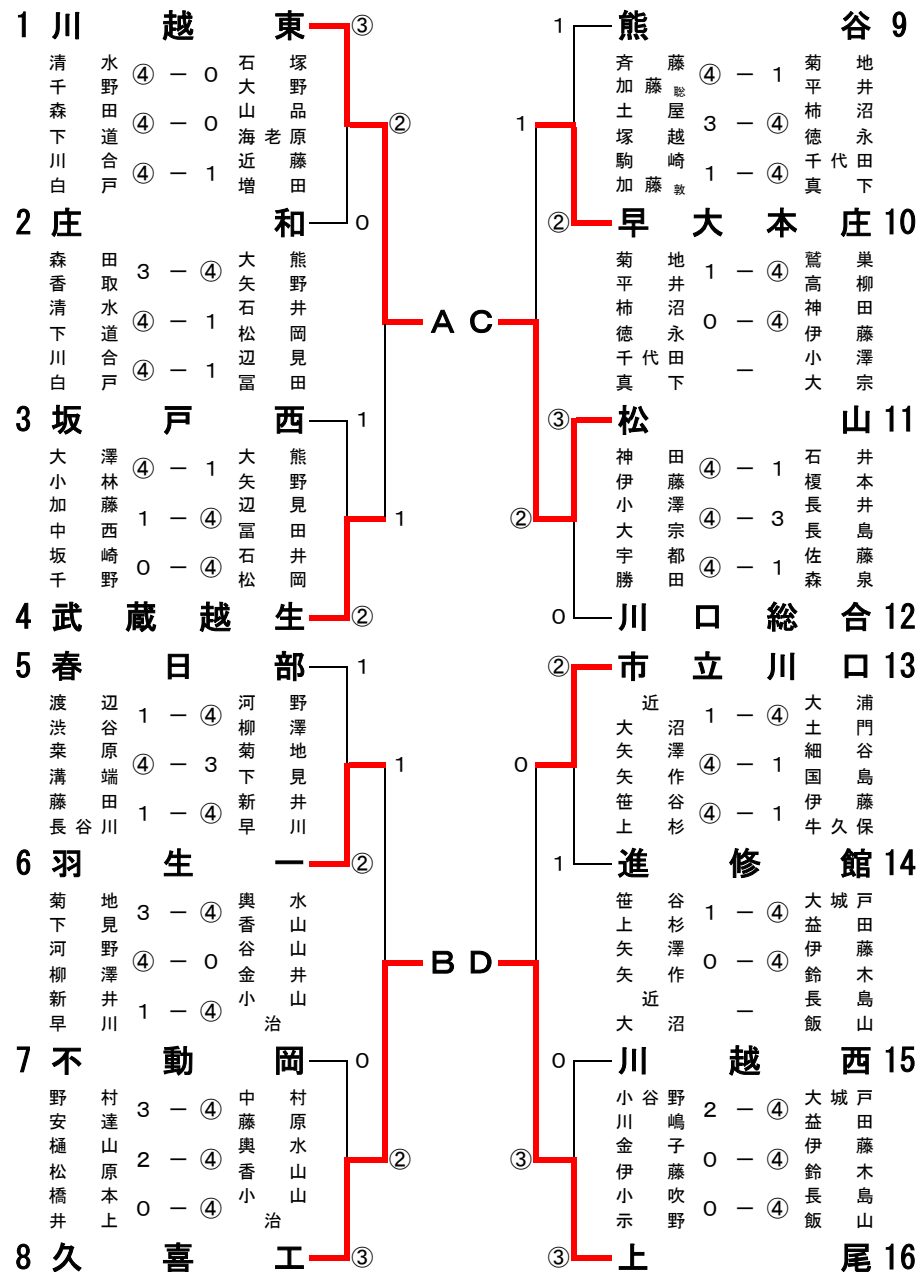 1 川越東 ③
清水 ④ － 0 石塚
千野 大野
森田 ④ － 0 山品
下道 海老原
川合 ④ － 1 近藤
白戸 増田
②
2 庄和 0
森田 3 － ④ 大熊
香取 矢野
清水 ④ － 1 石井
下道 松岡
川合 ④ － 1 辺見
白戸 冨田
A
3 坂戸西 1
大澤 ④ － 1 大熊
小林 矢野
加藤 1 － ④ 辺見
中西 冨田
坂崎 0 － ④ 石井
千野 松岡
1
4 武蔵越生 ②
5 春日部 1
渡辺 1 － ④ 河野
渋谷 柳澤
桒原 ④ － 3 菊地
溝端 下見
藤田 1 － ④ 新井
長谷川 早川
1
6 羽生一 ②
菊地 3 － ④ 輿水
下見 香山
河野 ④ － 0 谷山
柳澤 金井
新井 1 － ④ 小山
早川 治
B
7 不動岡 0
野村 3 － ④ 中村
安達 藤原
樋山 2 － ④ 輿水
松原 香山
橋本 0 － ④ 小山
井上 治
②
8 久喜工 ③
1 熊谷 9
斉藤 ④ － 1 菊地
加藤聡 平井
土屋 3 － ④ 柿沼
塚越 徳永
駒崎 1 － ④ 千代田
加藤敦 真下
1
② 早大本庄 10
菊地 1 － ④ 鷲巣
平井 高柳
柿沼 0 － ④ 神田
徳永 伊藤
千代田 － 小澤
真下 大宗
C
③ 松山 11
神田 ④ － 1 石井
伊藤 榎本
小澤 ④ － 3 長井
大宗 長島
宇都 ④ － 1 佐藤
勝田 森泉
②
0 川口総合 12
② 市立川口 13
近 1 － ④ 大浦
大沼 土門
矢澤 ④ － 1 細谷
矢作 国島
笹谷 ④ － 1 伊藤
上杉 牛久保
0
1 進修館 14
笹谷 1 － ④ 大城戸
上杉 益田
矢澤 0 － ④ 伊藤
矢作 鈴木
近 － 長島
大沼 飯山
D
0 川越西 15
小谷野 2 － ④ 大城戸
川嶋 益田
金子 0 － ④ 伊藤
伊藤 鈴木
小吹 0 － ④ 長島
示野 飯山
③
③ 上尾 16